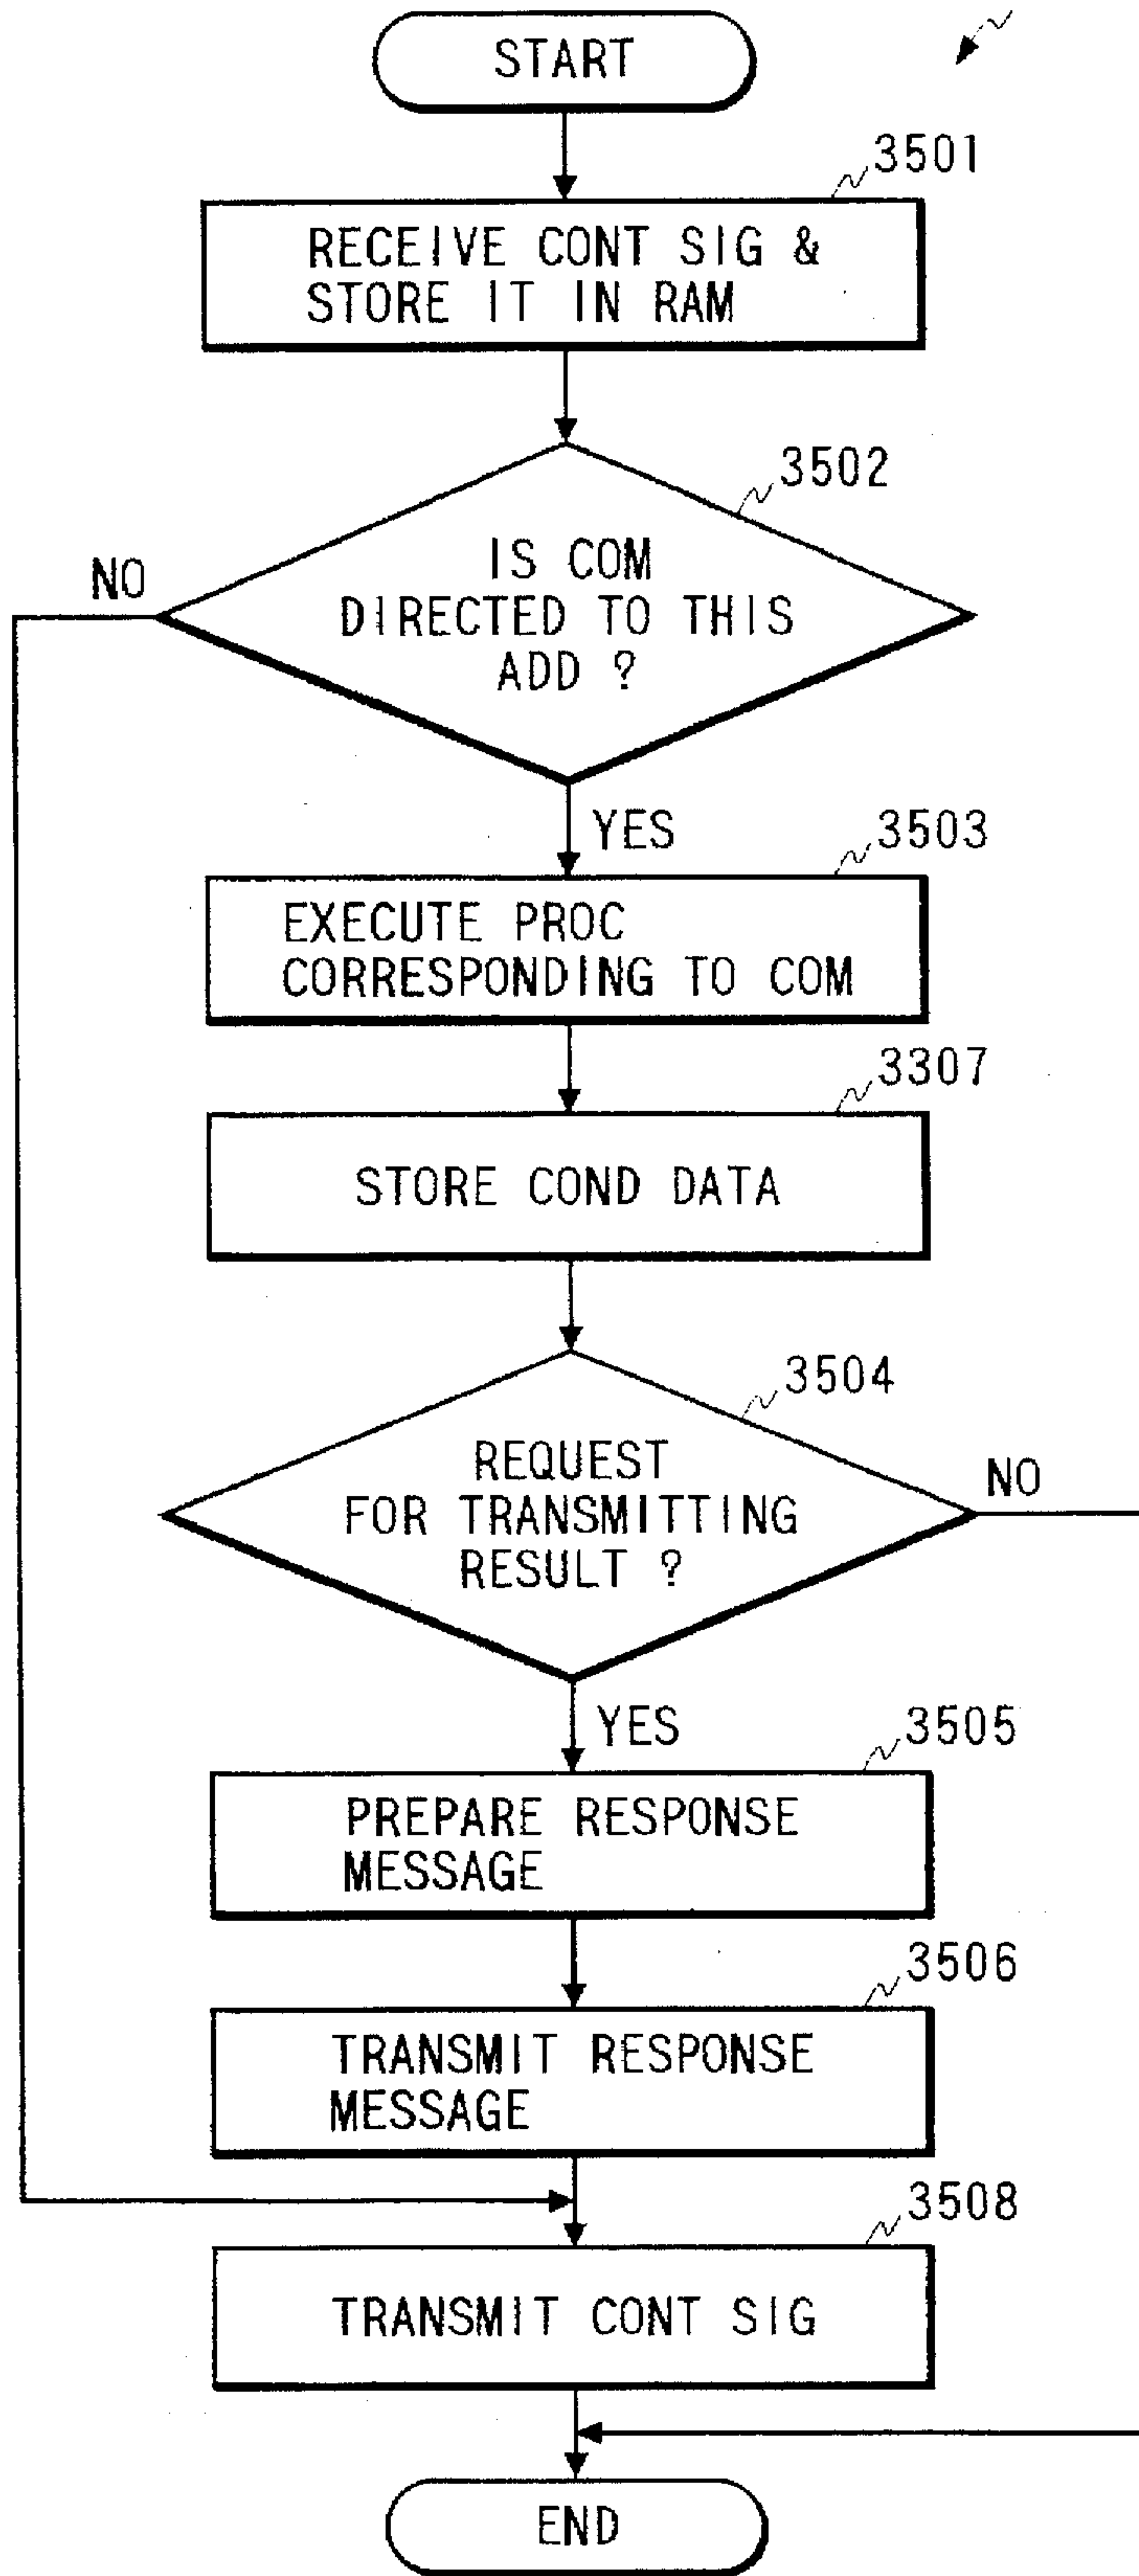 START
3501
RECEIVE CONT SIG &
STORE IT IN RAM
3502
IS COM
DIRECTED TO THIS
ADD ?
NO
YES
3503
EXECUTE PROC
CORRESPONDING TO COM
3307
STORE COND DATA
3504
REQUEST
FOR TRANSMITTING
RESULT ?
NO
YES
3505
PREPARE RESPONSE
MESSAGE
3506
TRANSMIT RESPONSE
MESSAGE
3508
TRANSMIT CONT SIG
END